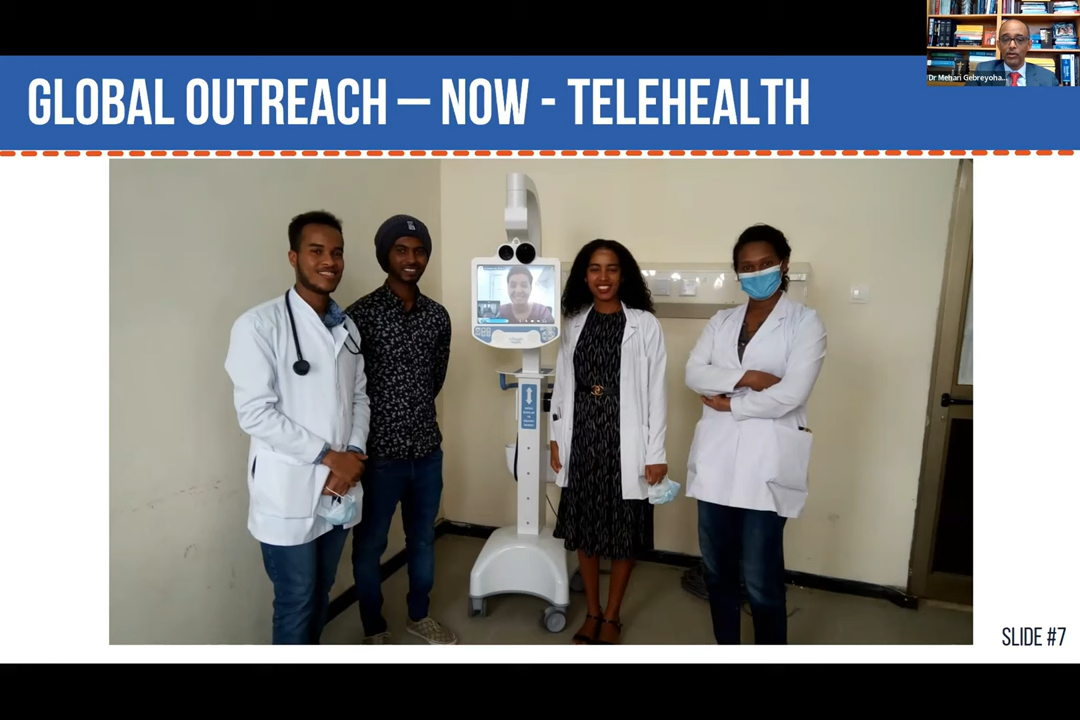 Dr Mehari Gebreyoha...
GLOBAL OUTREACH – NOW - TELEHEALTH
SLIDE #7